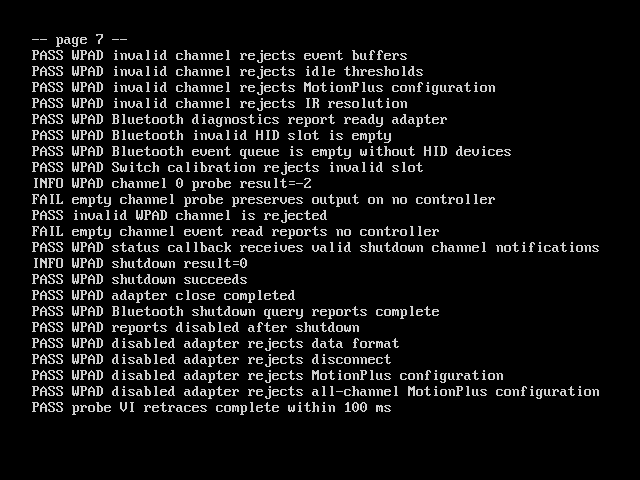 -- page 7 --
PASS WPAD invalid channel rejects event buffers
PASS WPAD invalid channel rejects idle thresholds
PASS WPAD invalid channel rejects MotionPlus configuration
PASS WPAD invalid channel rejects IR resolution
PASS WPAD Bluetooth diagnostics report ready adapter
PASS WPAD Bluetooth invalid HID slot is empty
PASS WPAD Bluetooth event queue is empty without HID devices
PASS WPAD Switch calibration rejects invalid slot
INFO WPAD channel 0 probe result=-2
FAIL empty channel probe preserves output on no controller
PASS invalid WPAD channel is rejected
FAIL empty channel event read reports no controller
PASS WPAD status callback receives valid shutdown channel notifications
INFO WPAD shutdown result=0
PASS WPAD shutdown succeeds
PASS WPAD adapter close completed
PASS WPAD Bluetooth shutdown query reports complete
PASS WPAD reports disabled after shutdown
PASS WPAD disabled adapter rejects data format
PASS WPAD disabled adapter rejects disconnect
PASS WPAD disabled adapter rejects MotionPlus configuration
PASS WPAD disabled adapter rejects all-channel MotionPlus configuration
PASS probe VI retraces complete within 100 ms